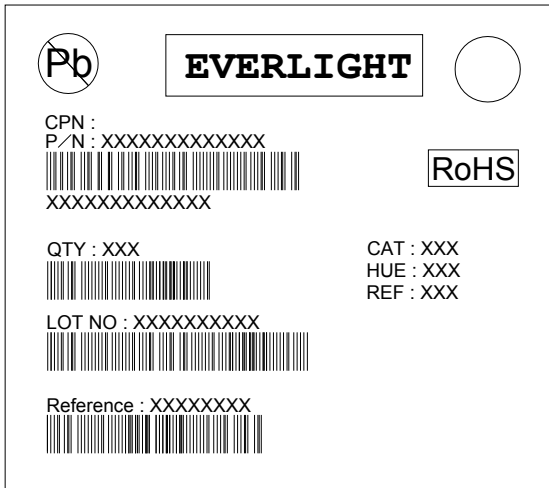 Pb
EVERLIGHT
CPN :
P/N : XXXXXXXXXXXXX
RoHS
XXXXXXXXXXXXX
QTY : XXX
CAT : XXX
HUE : XXX
REF : XXX
LOT NO : XXXXXXXXXX
Reference : XXXXXXXX